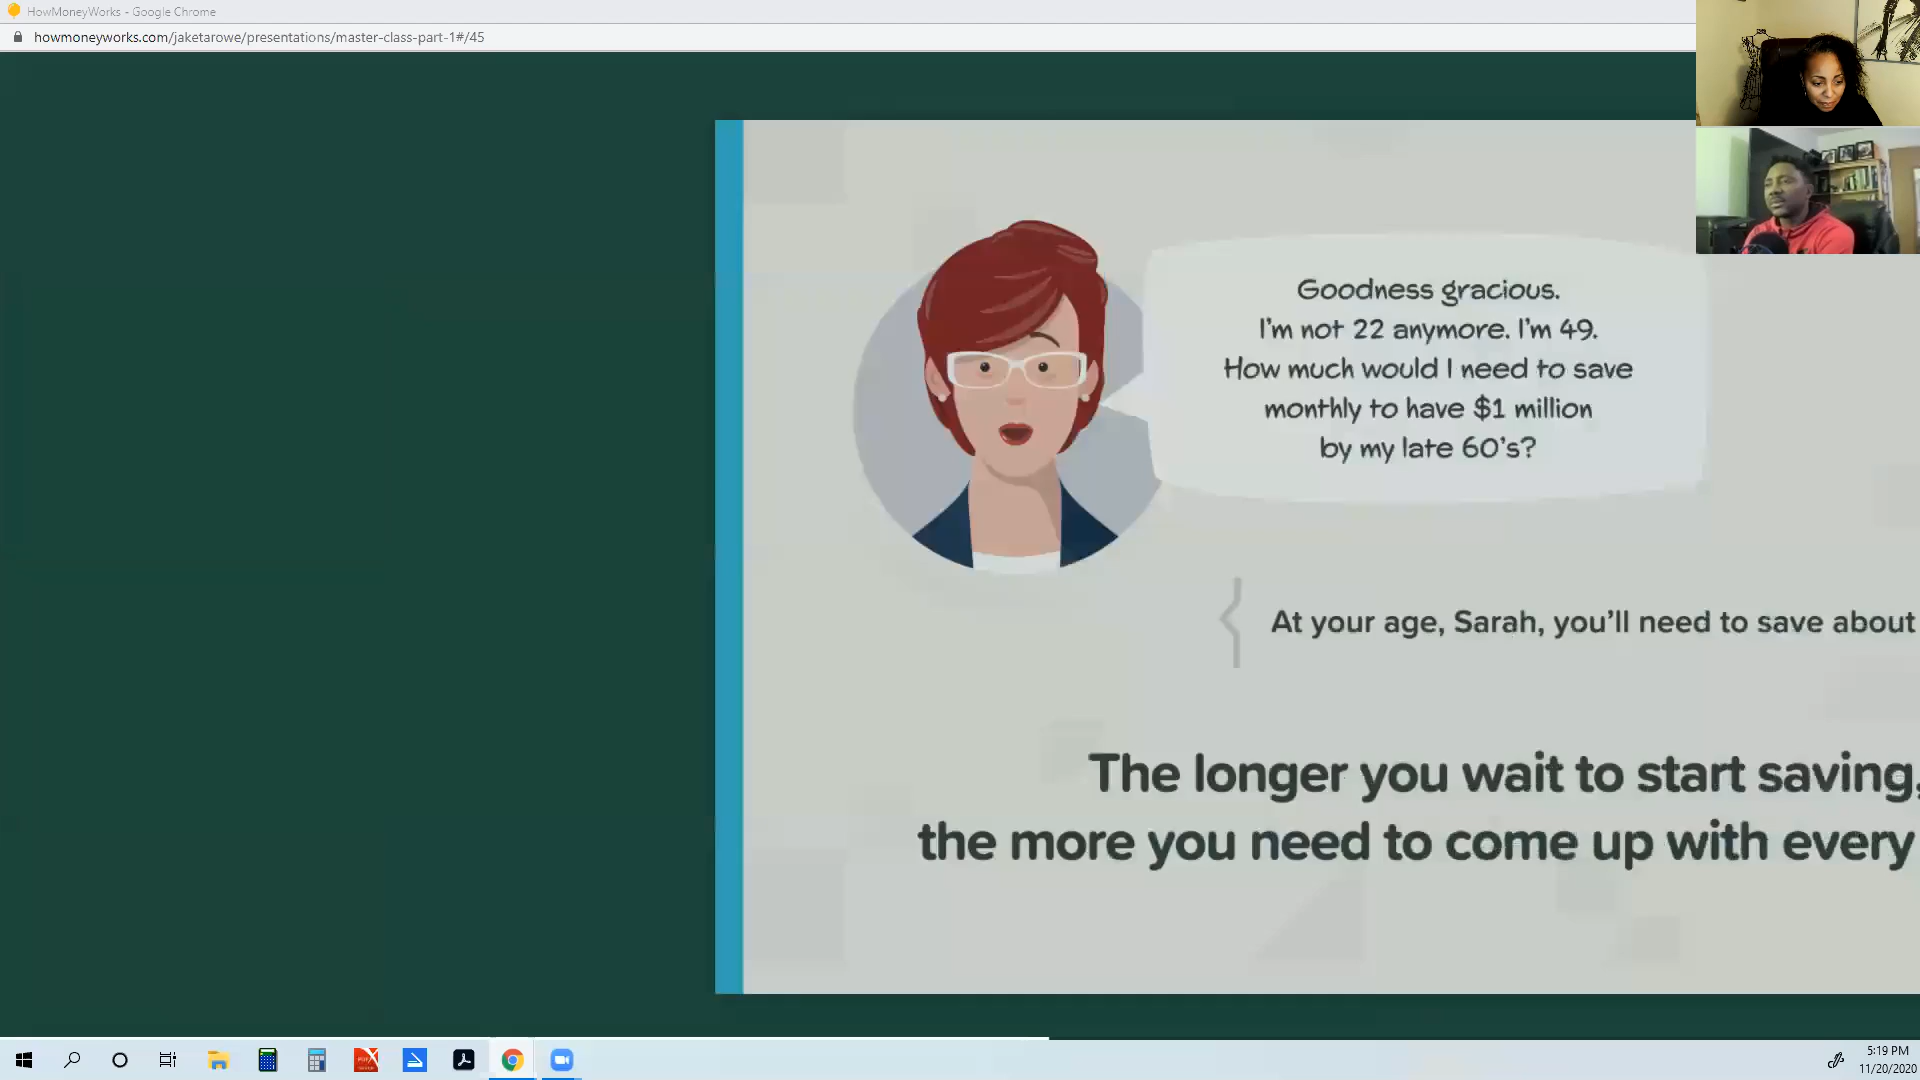 HowMoneyWorks - Google Chrome
howmoneyworks.com/jaketarowe/presentations/master-class-part-1#/45
Goodness gracious.
I'm not 22 anymore. I'm 49.
How much would I need to save
monthly to have $1 million
by my late 60's?
At your age, Sarah, you'll need to save about
The longer you wait to start saving,
the more you need to come up with every
5:19 PM
11/20/2020